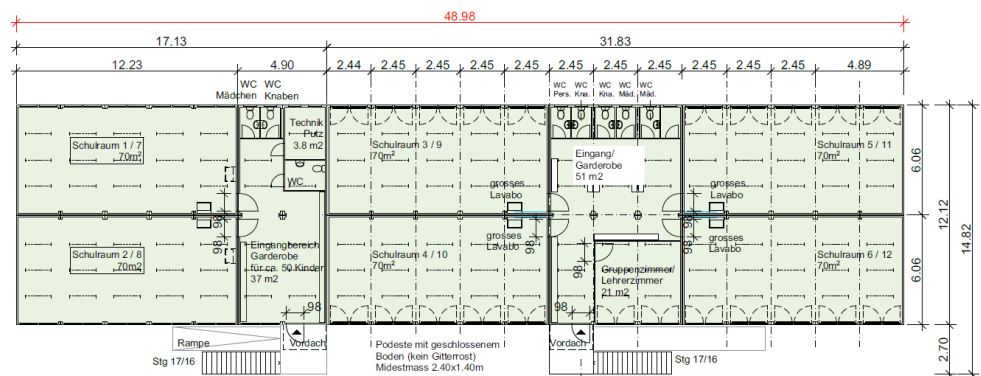 48.98
17.13 31.83
12.23 4.90 2.44 2.45 2.45 2.45 2.45 2.45 2.45 2.45 2.45 2.45 2.45 4.89
WC WC
Mädchen Knaben
WC WC WC WC WC
Pers. Kna. Kna. Mäd. Mäd.
Technik
Putz
3.8 m2
WC
Schulraum 1 / 7
70m²
Schulraum 3 / 9
70m²
Eingang/
Garderobe
51 m2
Schulraum 5 / 11
70m²
grosses
Lavabo
grosses
Lavabo
98
98
98
98
98
98
grosses
Lavabo
grosses
Lavabo
Schulraum 2 / 8
70m²
Eingangbereich
Garderobe
für ca. 50 Kinder
37 m2
Schulraum 4 / 10
70m²
98
Gruppenzimmer/
Lehrerzimmer
21 m2
Schulraum 6 / 12
70m²
98
98
6.06
6.06
12.12
14.82
2.70
Rampe
Vordach
Stg 17/16
Podeste mit geschlossenem
Boden (kein Gitterrost)
Midestmass 2.40x1.40m
Vordach
Stg 17/16